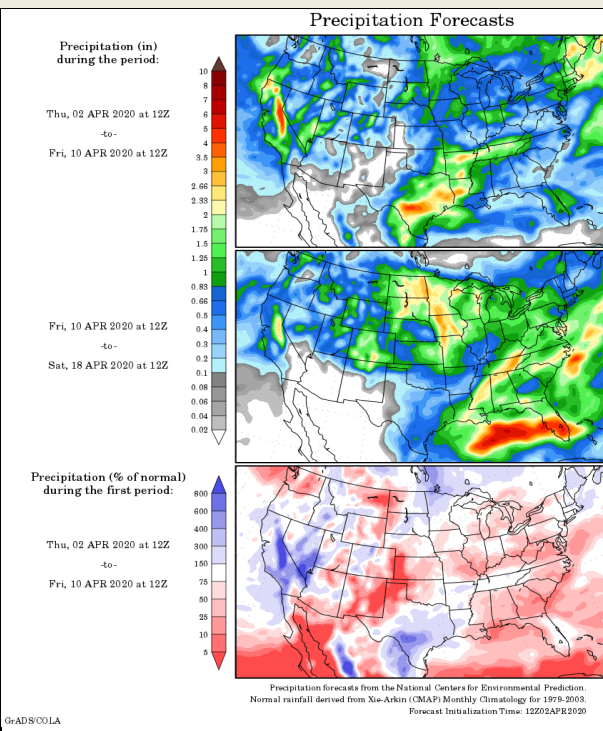 Precipitation Forecasts
Precipitation (in)
during the period:
Thu, 02 APR 2020 at 12Z
-to-
Fri, 10 APR 2020 at 12Z
10
8
7
6
5
4
3.5
3
2.66
2.33
2
1.75
1.5
1.25
1
0.83
0.66
0.5
0.4
0.3
0.2
0.1
0.08
0.06
0.04
0.02
Fri, 10 APR 2020 at 12Z
-to-
Sat, 18 APR 2020 at 12Z
Precipitation (% of normal)
during the first period:
Thu, 02 APR 2020 at 12Z
-to-
Fri, 10 APR 2020 at 12Z
800
600
400
300
150
75
50
25
10
5
Precipitation forecasts from the National Centers for Environmental Prediction.
Normal rainfall derived from Xie-Arkin (CMAP) Monthly Climatology for 1979-2003.
Forecast Initialization Time: 12Z02APR2020
GrADS/COLA